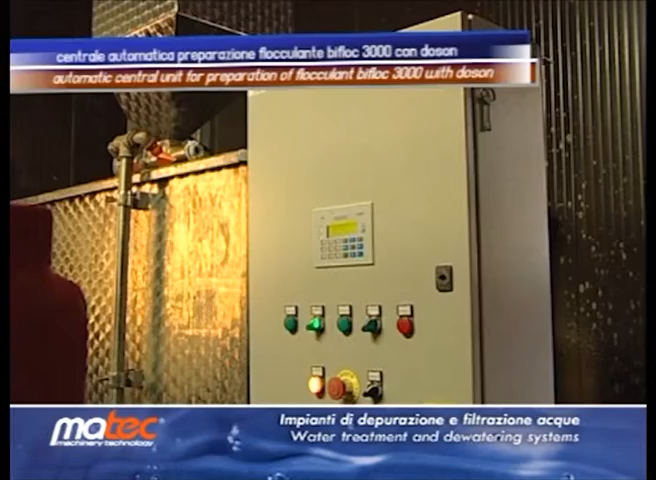 centrale automatica preparazione flocculante bifloc 3000 con doson
automatic central unit for preparation of flocculant bifloc 3000 with doson
matec
machinery technology
Impianti di depurazione e filtrazione acque
Water treatment and dewatering systems